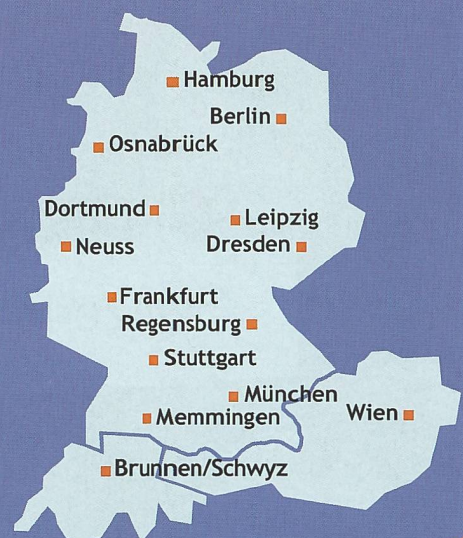 Hamburg
Berlin
Osnabrück
Dortmund
Leipzig
Neuss
Dresden
Frankfurt
Regensburg
Stuttgart
München
Memmingen
Wien
Brunnen/Schwyz